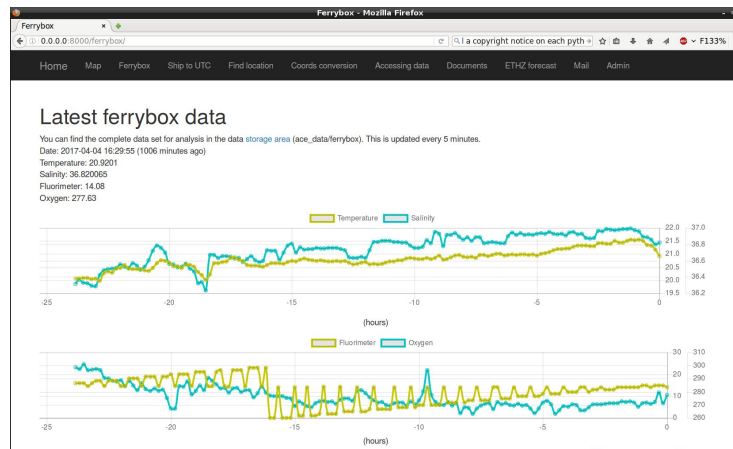 Ferrybox - Mozilla Firefox
Ferrybox
0.0.0.0:8000/ferrybox/
l a copyright notice on each pyth
F133%
Home Map Ferrybox Ship to UTC Find location Coords conversion Accessing data Documents ETHZ forecast Mail Admin
Latest ferrybox data
You can find the complete data set for analysis in the data storage area (ace_data/ferrybox). This is updated every 5 minutes.
Date: 2017-04-04 16:29:55 (1006 minutes ago)
Temperature: 20.9201
Salinity: 36.820065
Fluorimeter: 14.08
Oxygen: 277.63
Temperature Salinity
22.0 37.0
21.5 36.8
21.0 36.6
20.5
20.0 36.4
19.5 36.2
-25 -20 -15 -10 -5 0
(hours)
Fluorimeter Oxygen
30 310
300
20 290
280
10 270
0 260
-25 -20 -15 -10 -5 0
(hours)